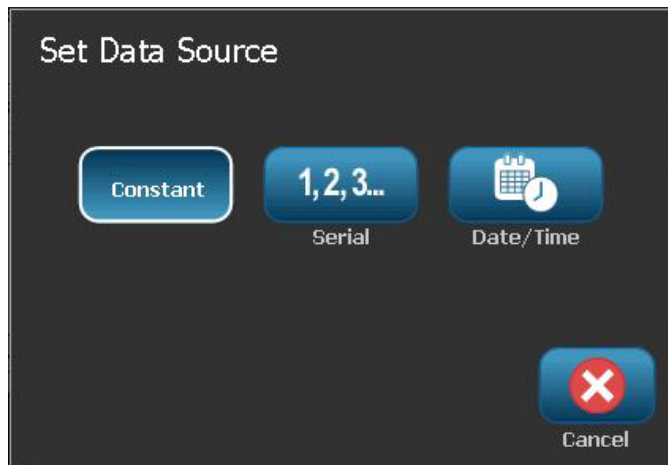 Set Data Source
Constant
1, 2, 3...
Serial
Date/Time
Cancel